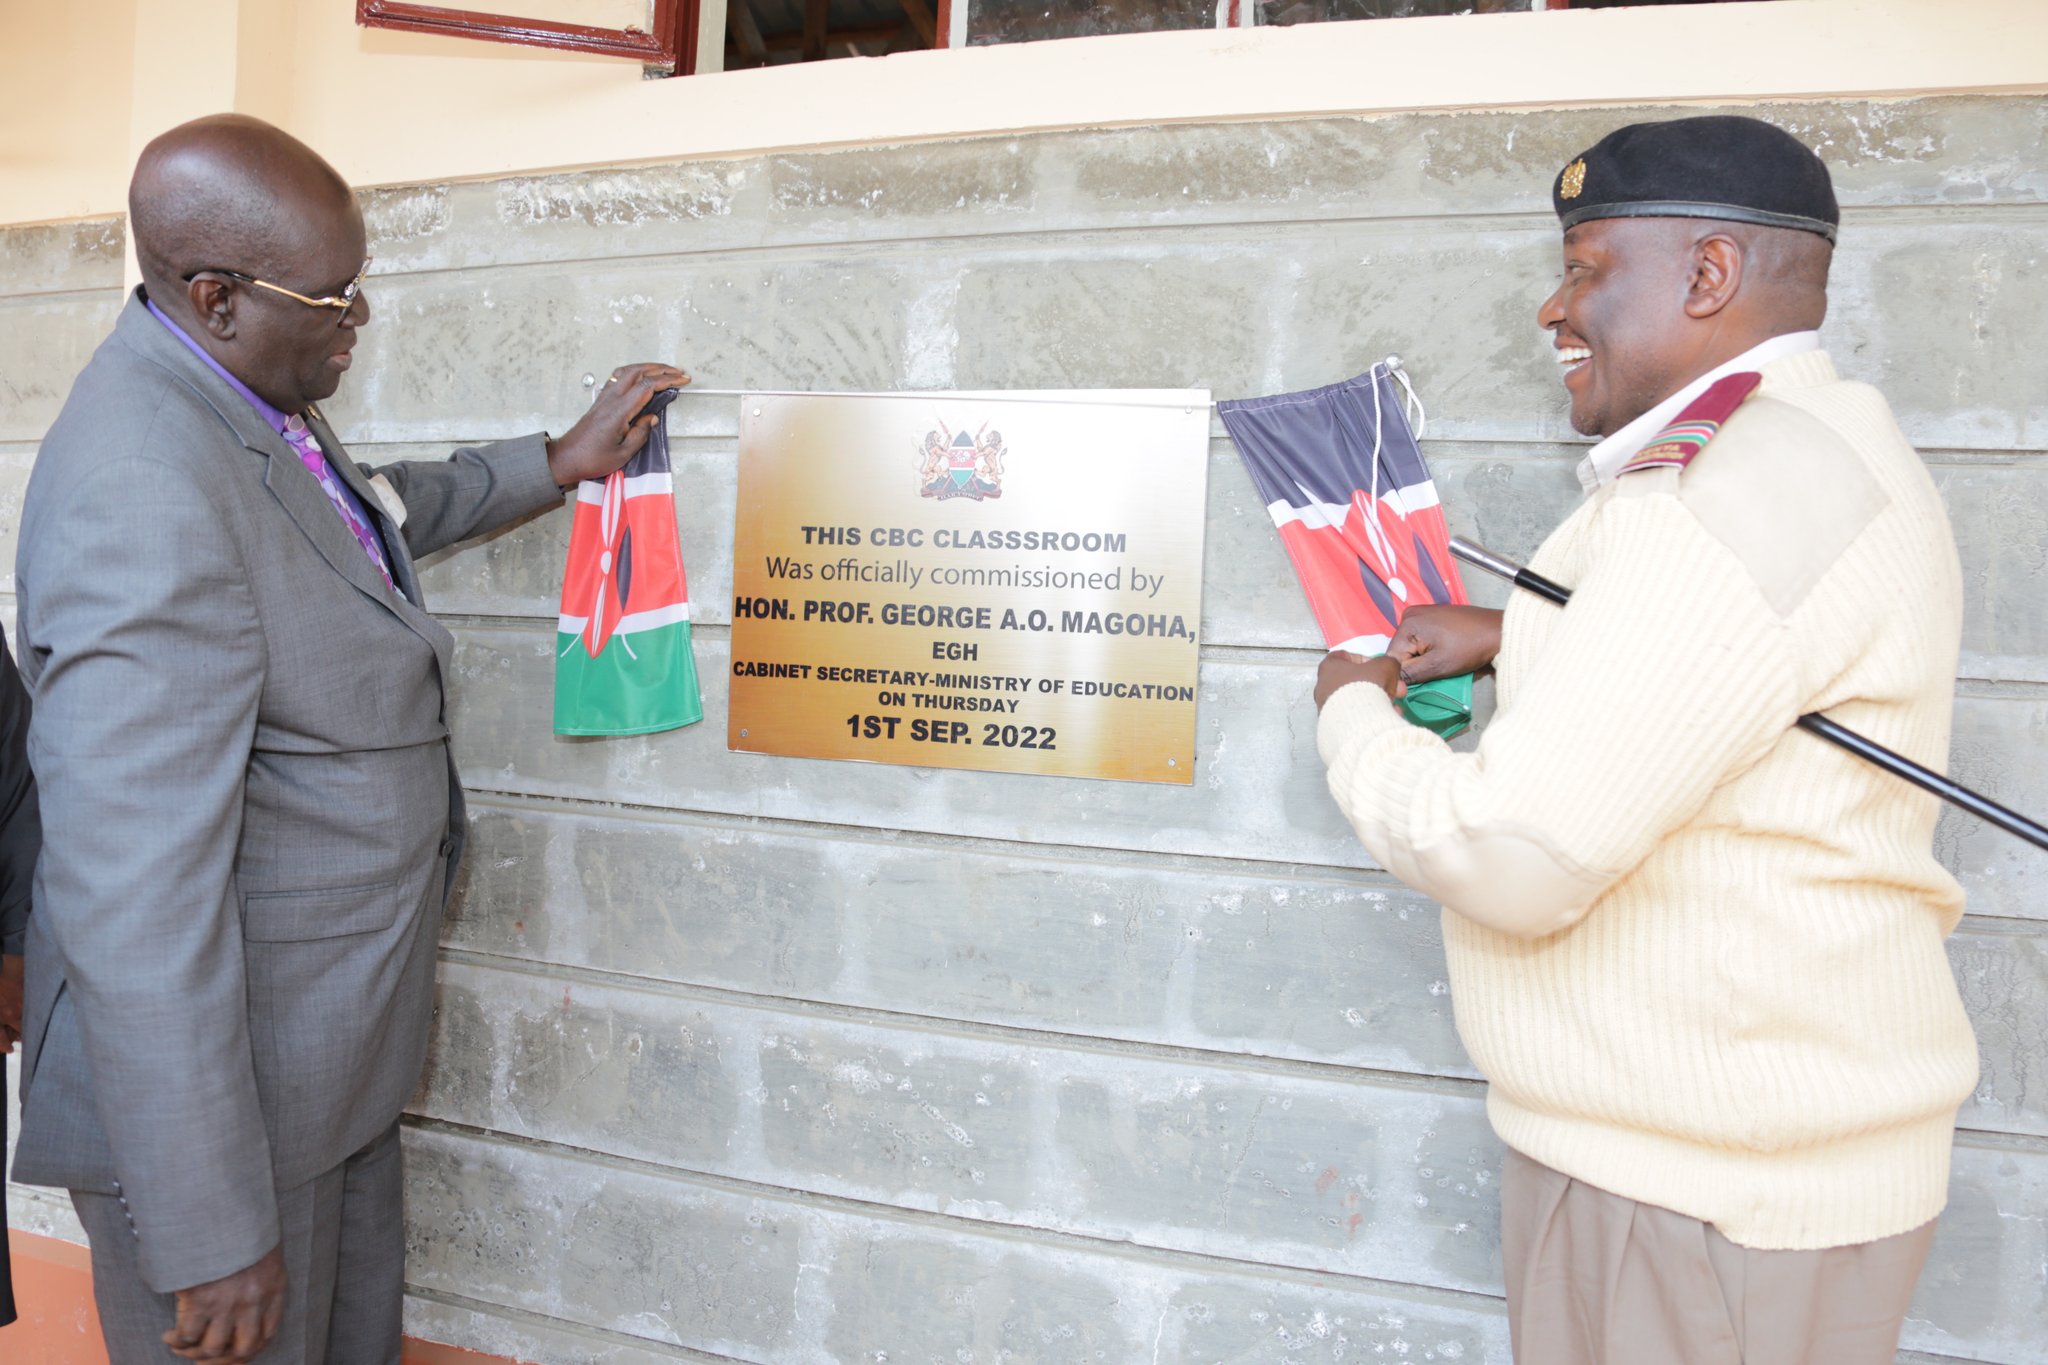 THIS CBC CLASSSROOM
Was officially commissioned by
HON. PROF. GEORGE A.O. MAGOHA,
EGH
CABINET SECRETARY-MINISTRY OF EDUCATION
ON THURSDAY
1ST SEP. 2022